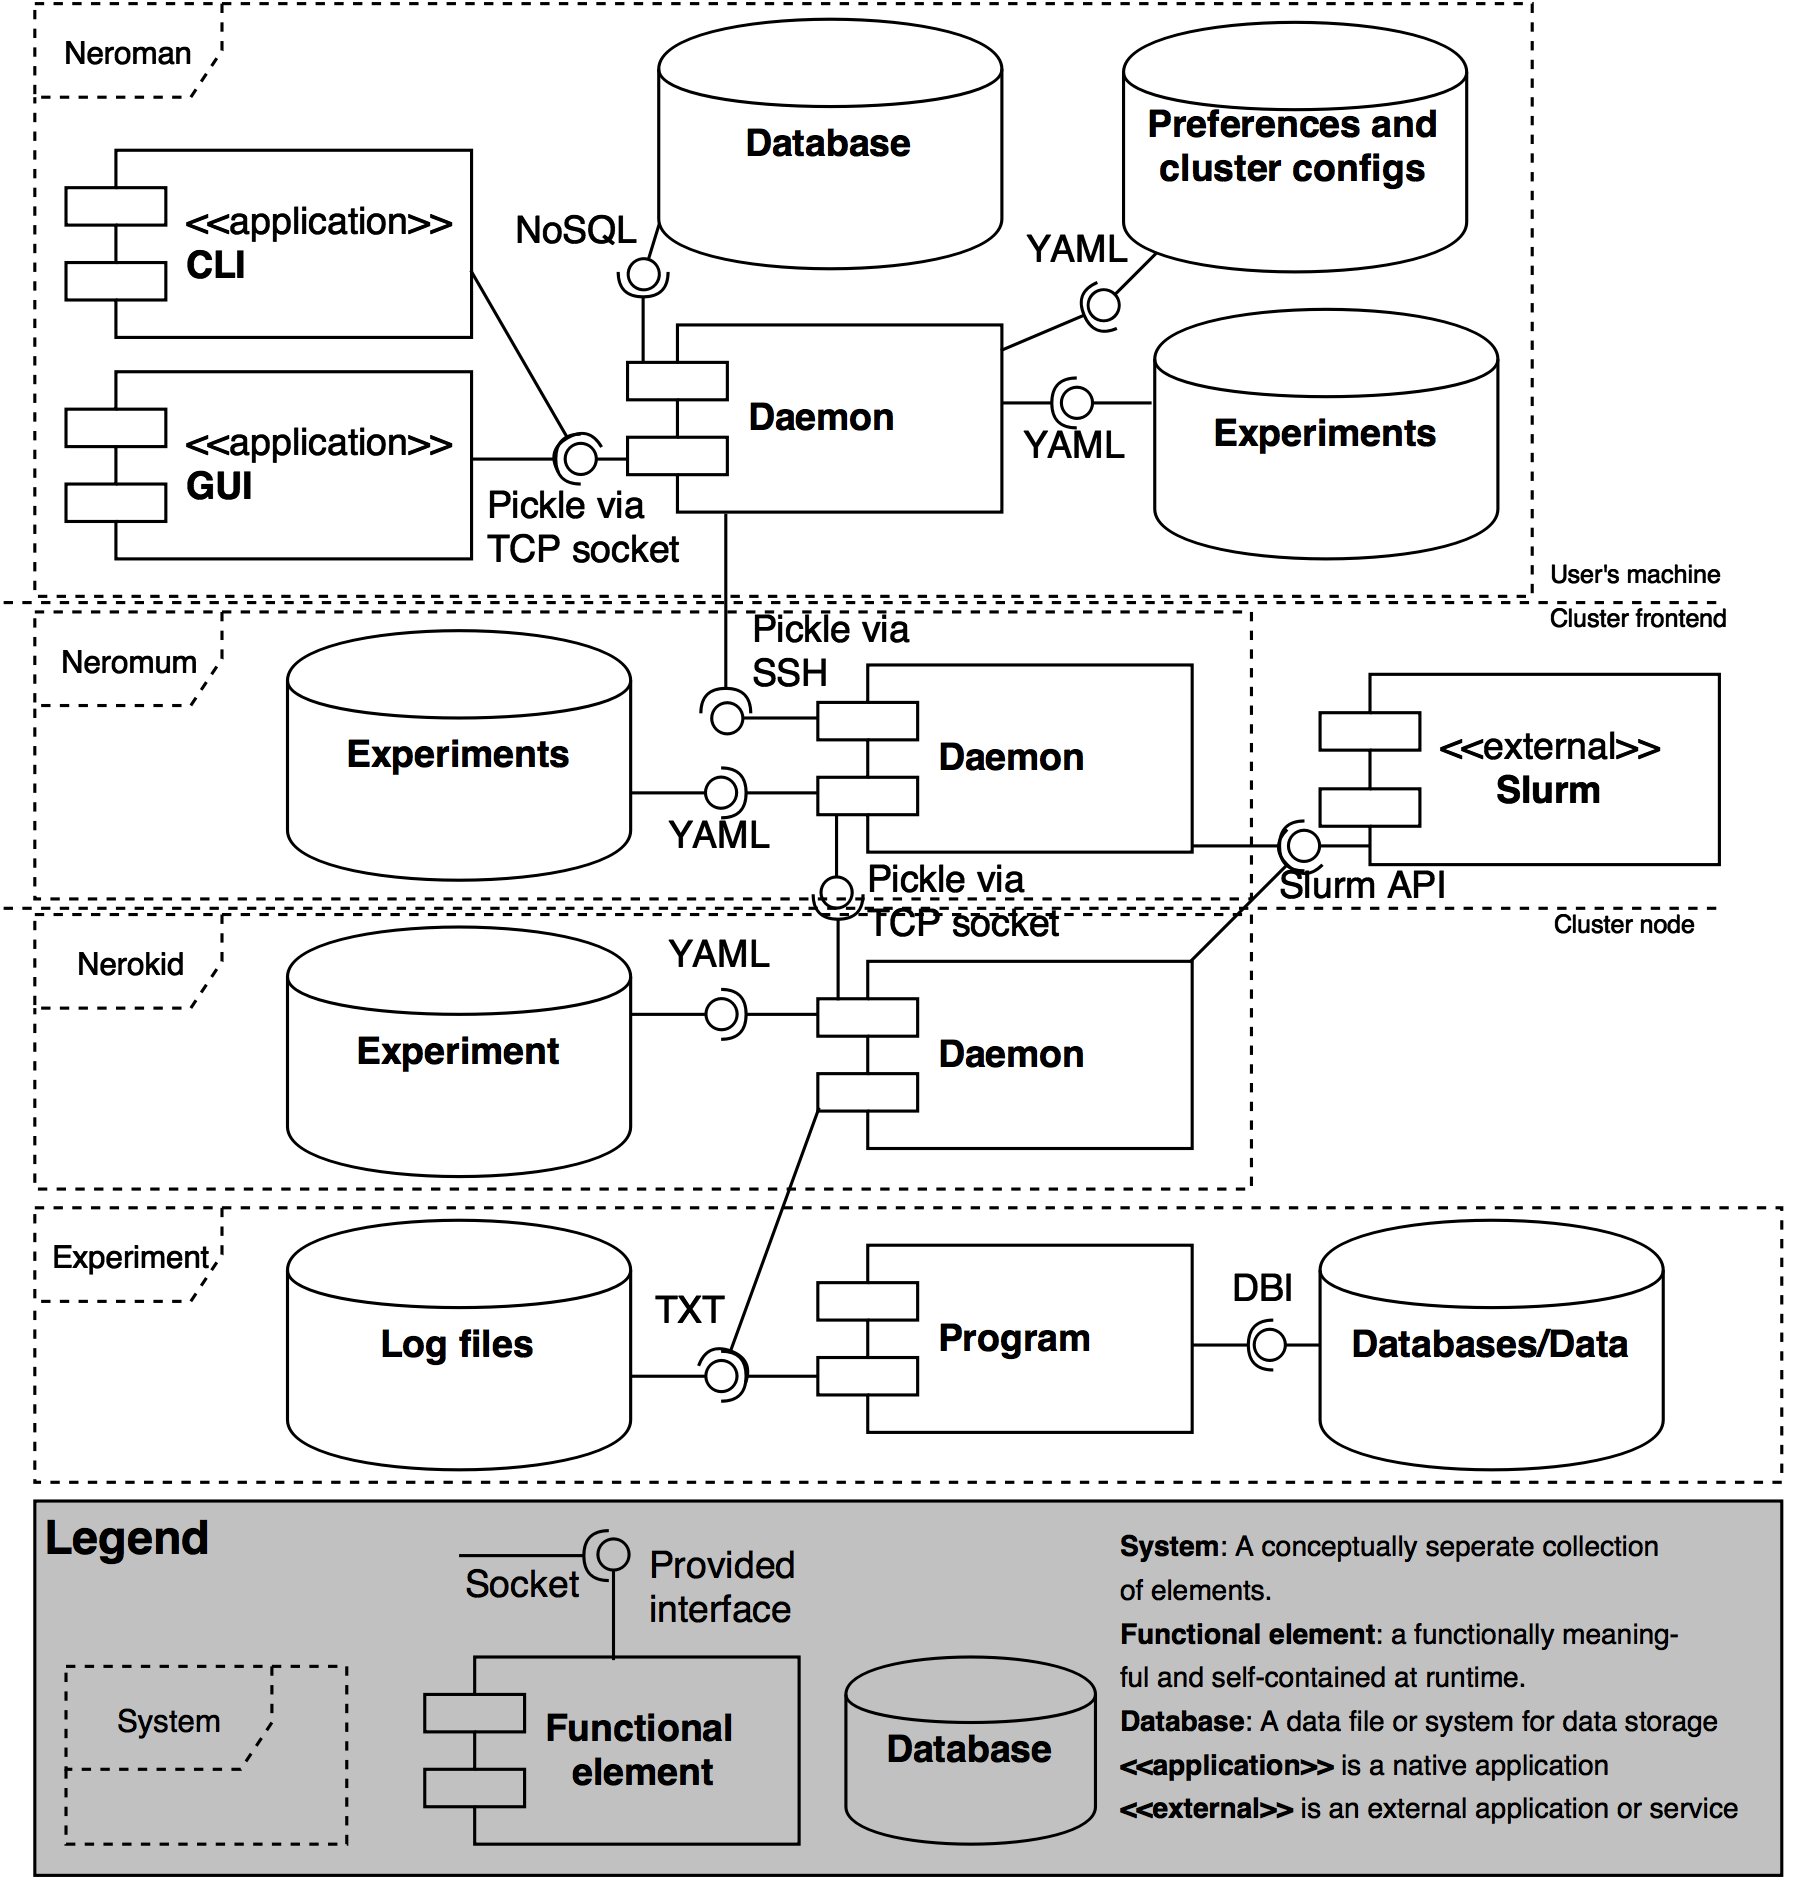 Neroman
Database
Preferences and
cluster configs
<<application>>
CLI
NoSQL
YAML
<<application>>
GUI
Daemon
YAML
Experiments
Pickle via
TCP socket
User's machine
Cluster frontend
Neromum
Pickle via
SSH
Experiments
Daemon
<<external>>
Slurm
YAML
Pickle via
TCP socket
Slurm API
Cluster node
Nerokid
YAML
Experiment
Daemon
Experiment
TXT
DBI
Log files
Program
Databases/Data
Legend
Socket
Provided
interface
System
Functional
element
Database
System: A conceptually seperate collection
of elements.
Functional element: a functionally meaning-
ful and self-contained at runtime.
Database: A data file or system for data storage
<<application>> is a native application
<<external>> is an external application or service